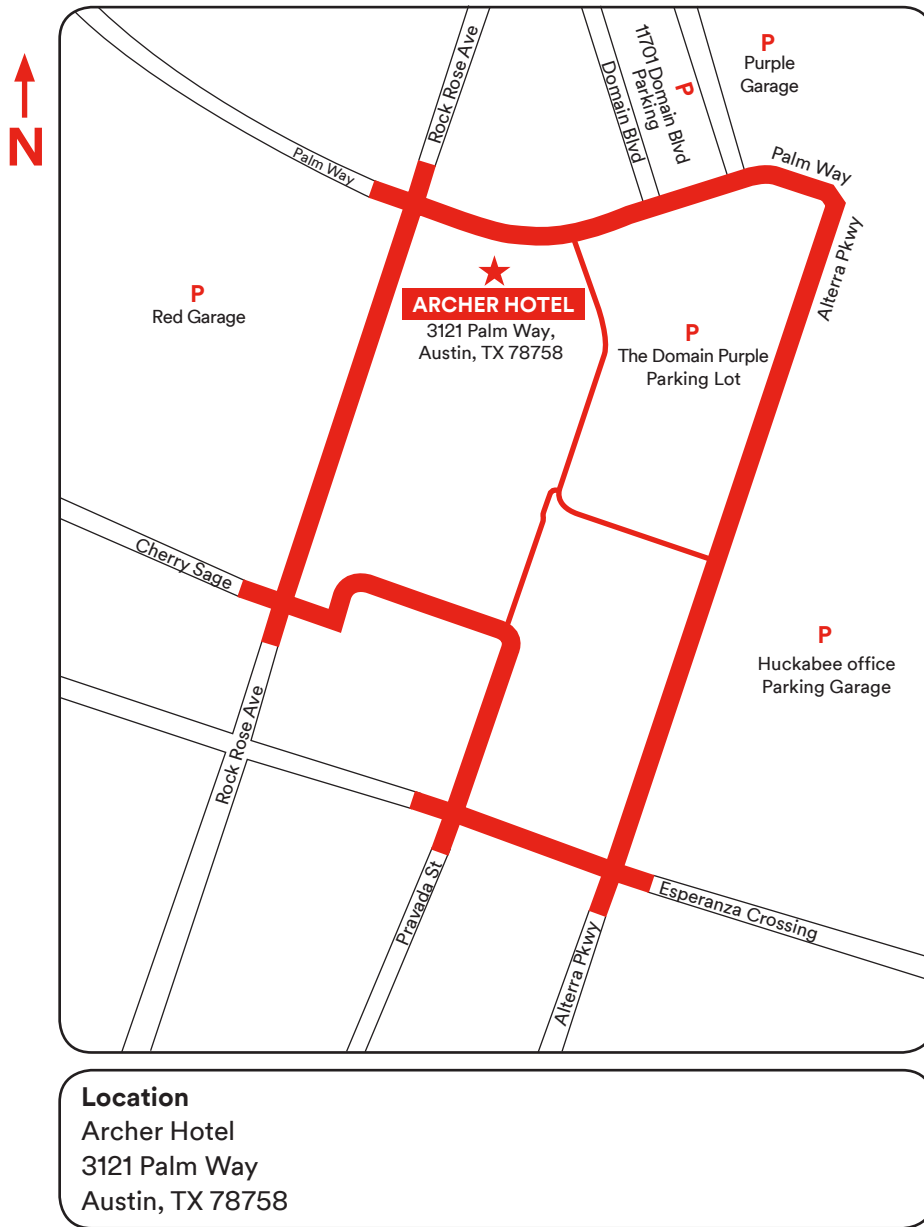 N
Rock Rose Ave
Domain Blvd
11701 Domain Blvd
Parking
P
P
Purple
Garage
Palm Way
Palm Way
Alterra Pkwy
P
Red Garage
ARCHER HOTEL
3121 Palm Way,
Austin, TX 78758
P
The Domain Purple
Parking Lot
Cherry Sage
P
Huckabee office
Parking Garage
Rock Rose Ave
Pravada St
Alterra Pkwy
Esperanza Crossing
Location
Archer Hotel
3121 Palm Way
Austin, TX 78758